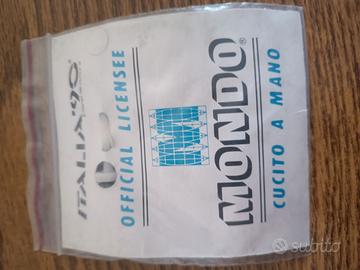 ITALIA '90
OFFICIAL LICENSEE
MONDO®
CUCITO A MANO
subito